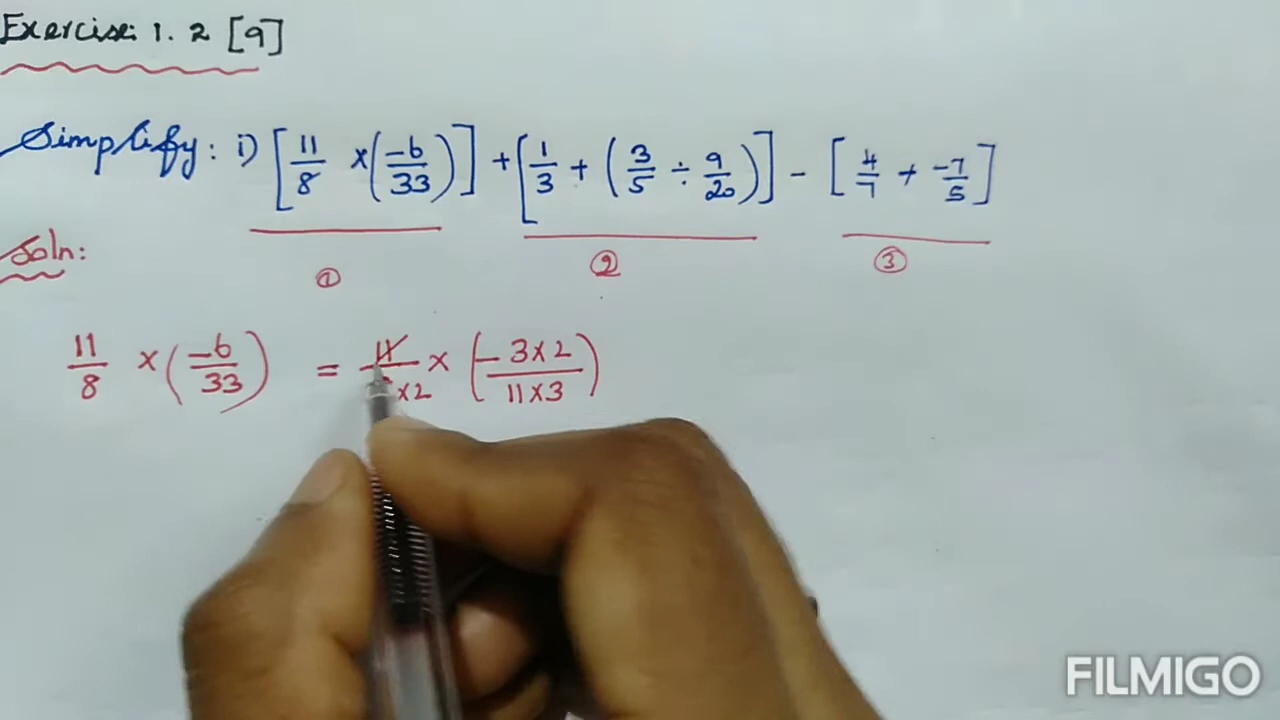 Exercise: 1.2 [9]
Simplify: i) [11/8 ×(-6/33)] + [1/3 + (3/5 ÷ 9/20)] - [4/7 + -7/5]
① ② ③
Soln:
11/8 ×(-6/33) = 11/ ×2 × (-3×2/11×3)
FILMIGO